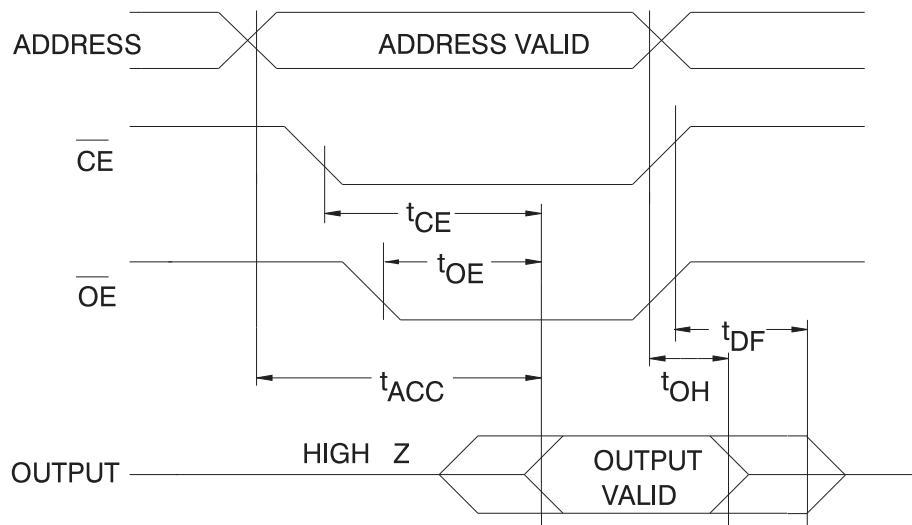 ADDRESS ADDRESS VALID
CE
tCE
tOE
OE
tDF
tACC tOH
HIGH Z OUTPUT VALID
OUTPUT